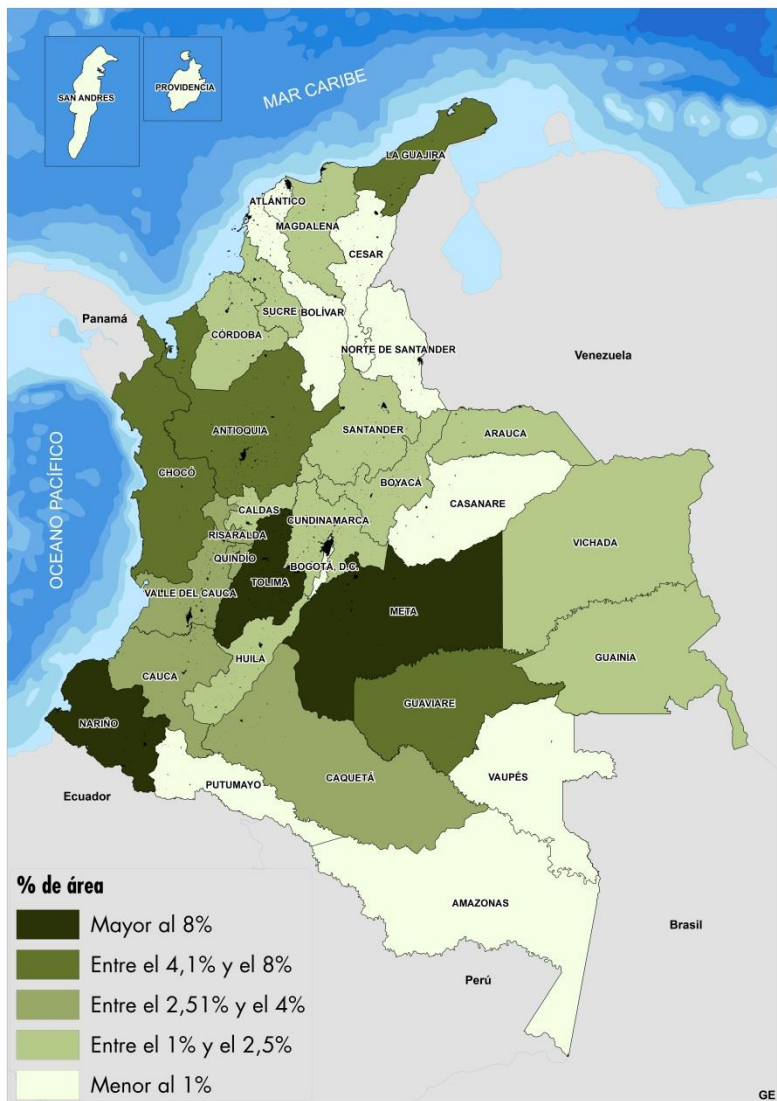 SAN ANDRES
PROVIDENCIA
MAR CARIBE
LA GUAJIRA
ATLÁNTICO
MAGDALENA
CESAR
Panamá
SUCRE
BOLÍVAR
CÓRDOBA
NORTE DE SANTANDER
Venezuela
ANTIOQUIA
SANTANDER
ARAUCA
OCEANO PACÍFICO
CHOCÓ
BOYACÁ
CASANARE
CALDAS
CUNDINAMARCA
RISARALDA
VICHADA
QUINDÍO
BOGOTÁ, D.C.
TOLIMA
VALLE DEL CAUCA
META
HUILA
GUAINÍA
CAUCA
GUAVIARE
NARIÑO
CAQUETÁ
VAUPÉS
PUTUMAYO
Ecuador
AMAZONAS
Brasil
Perú
% de área
Mayor al 8%
Entre el 4,1% y el 8%
Entre el 2,51% y el 4%
Entre el 1% y el 2,5%
Menor al 1%
GE